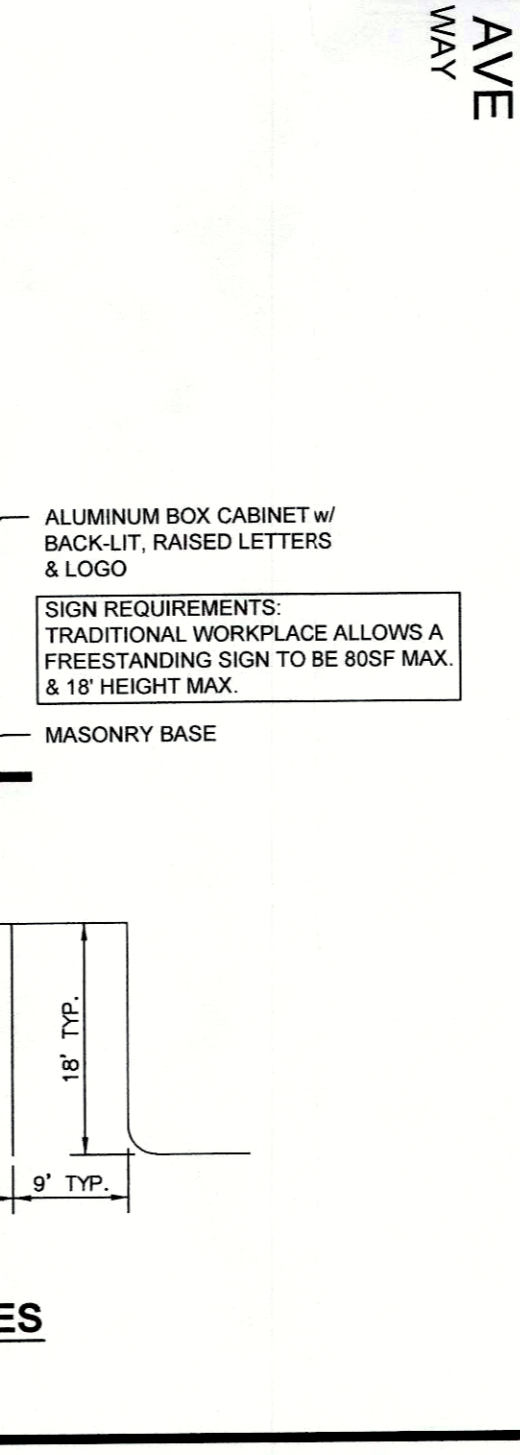 AVE
WAY
ALUMINUM BOX CABINET w/
BACK-LIT, RAISED LETTERS
& LOGO
SIGN REQUIREMENTS:
TRADITIONAL WORKPLACE ALLOWS A
FREESTANDING SIGN TO BE 80SF MAX.
& 18' HEIGHT MAX.
MASONRY BASE
18' TYP.
9' TYP.
ES